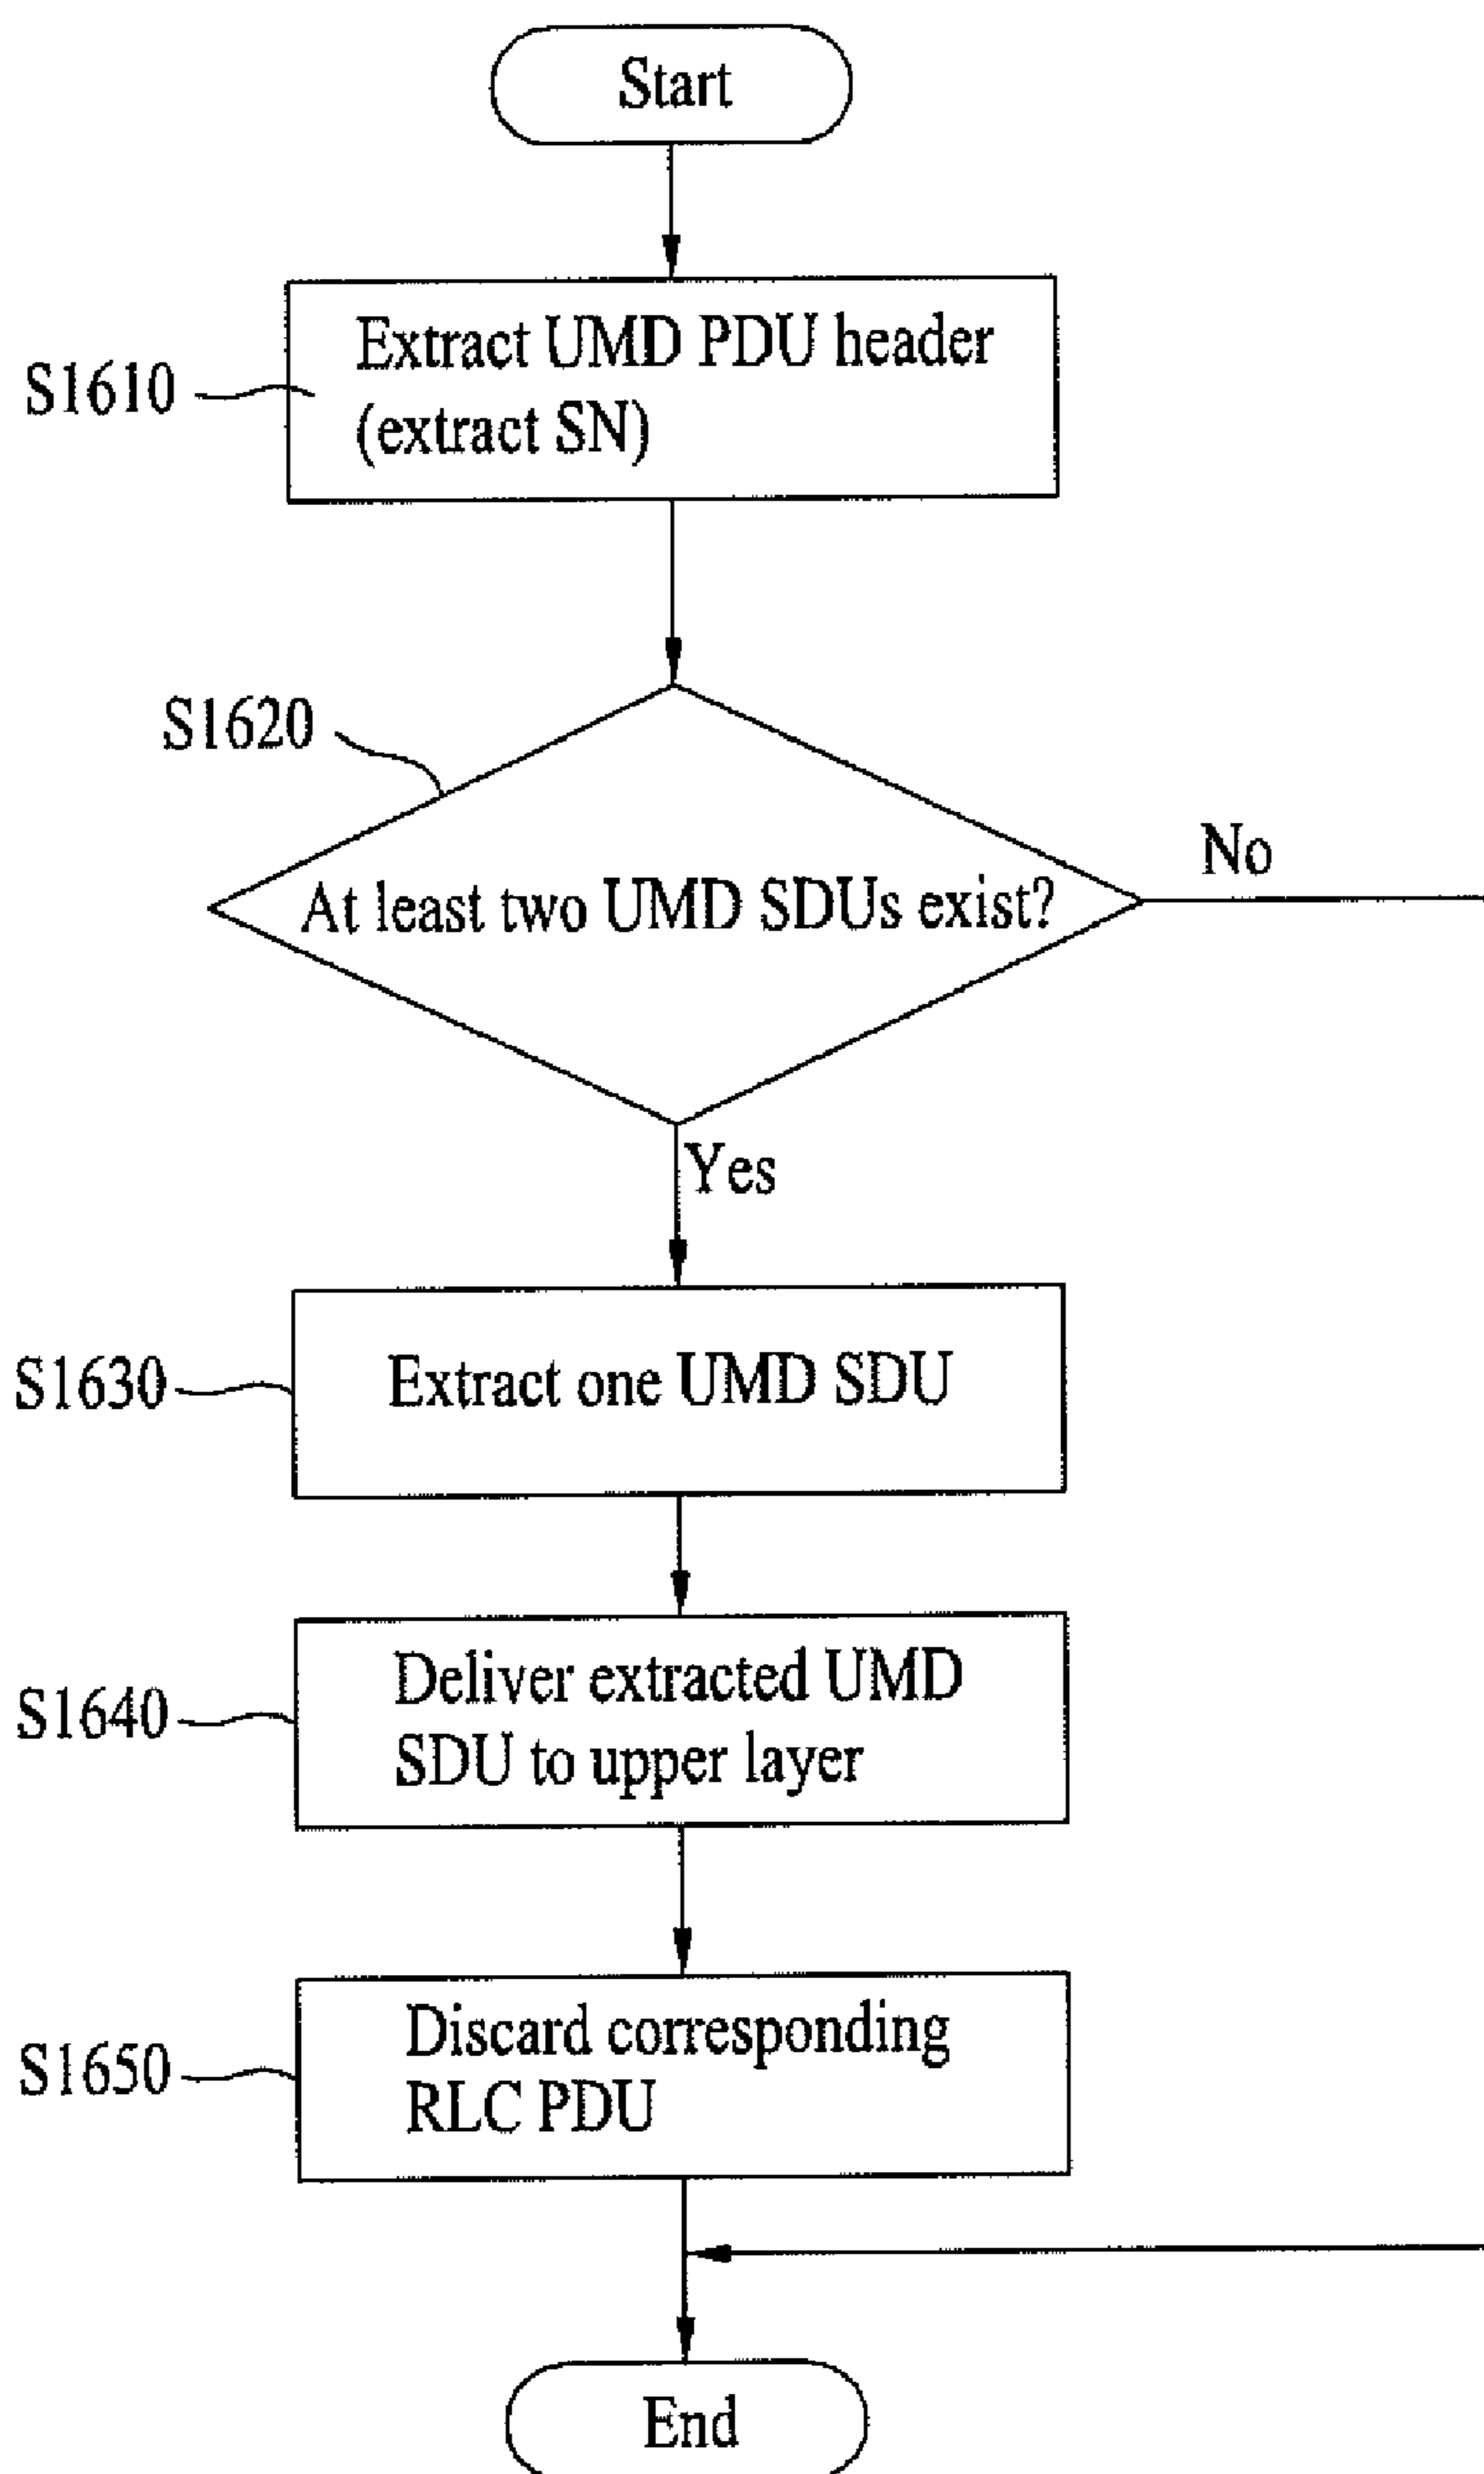 Start
S1610
Extract UMD PDU header
(extract SN)
S1620
At least two UMD SDUs exist?
No
Yes
S1630
Extract one UMD SDU
S1640
Deliver extracted UMD
SDU to upper layer
S1650
Discard corresponding
RLC PDU
End